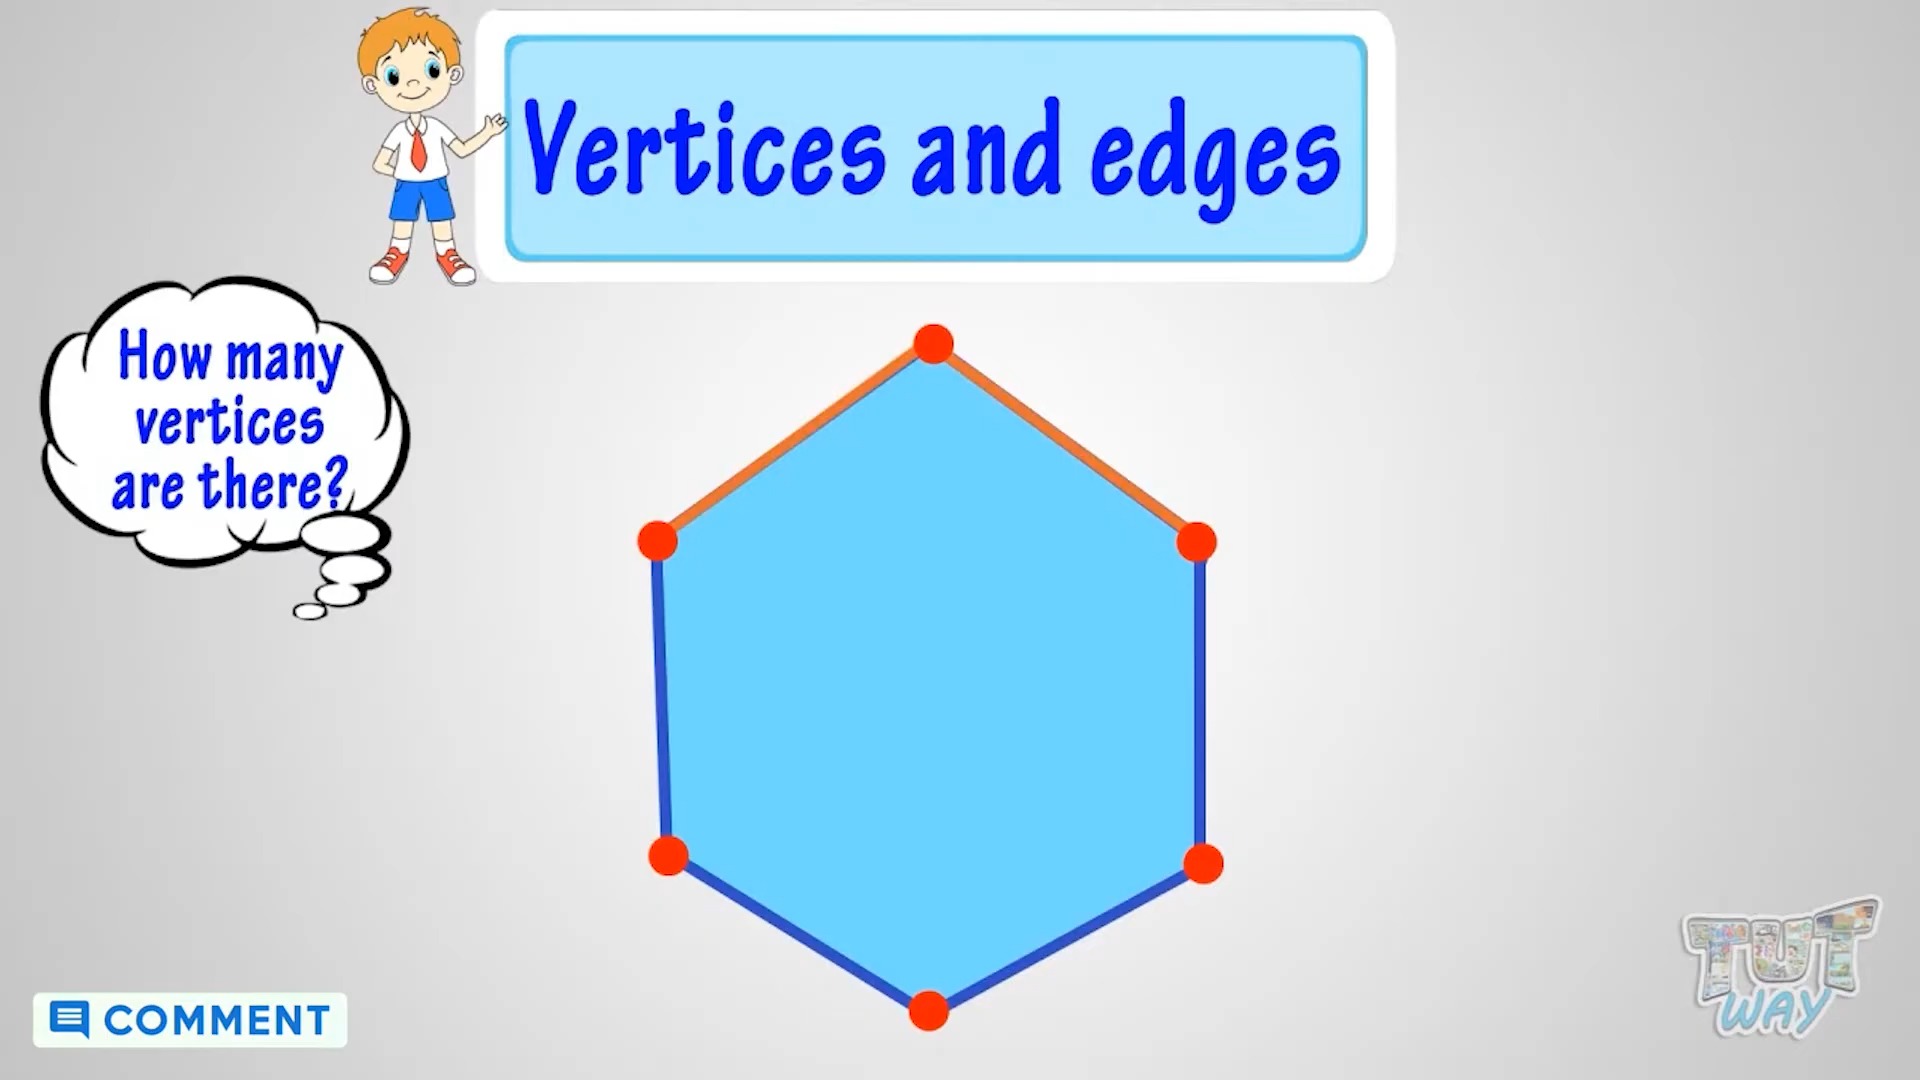 Vertices and edges
How many
vertices
are there?
COMMENT
TUT
WAY